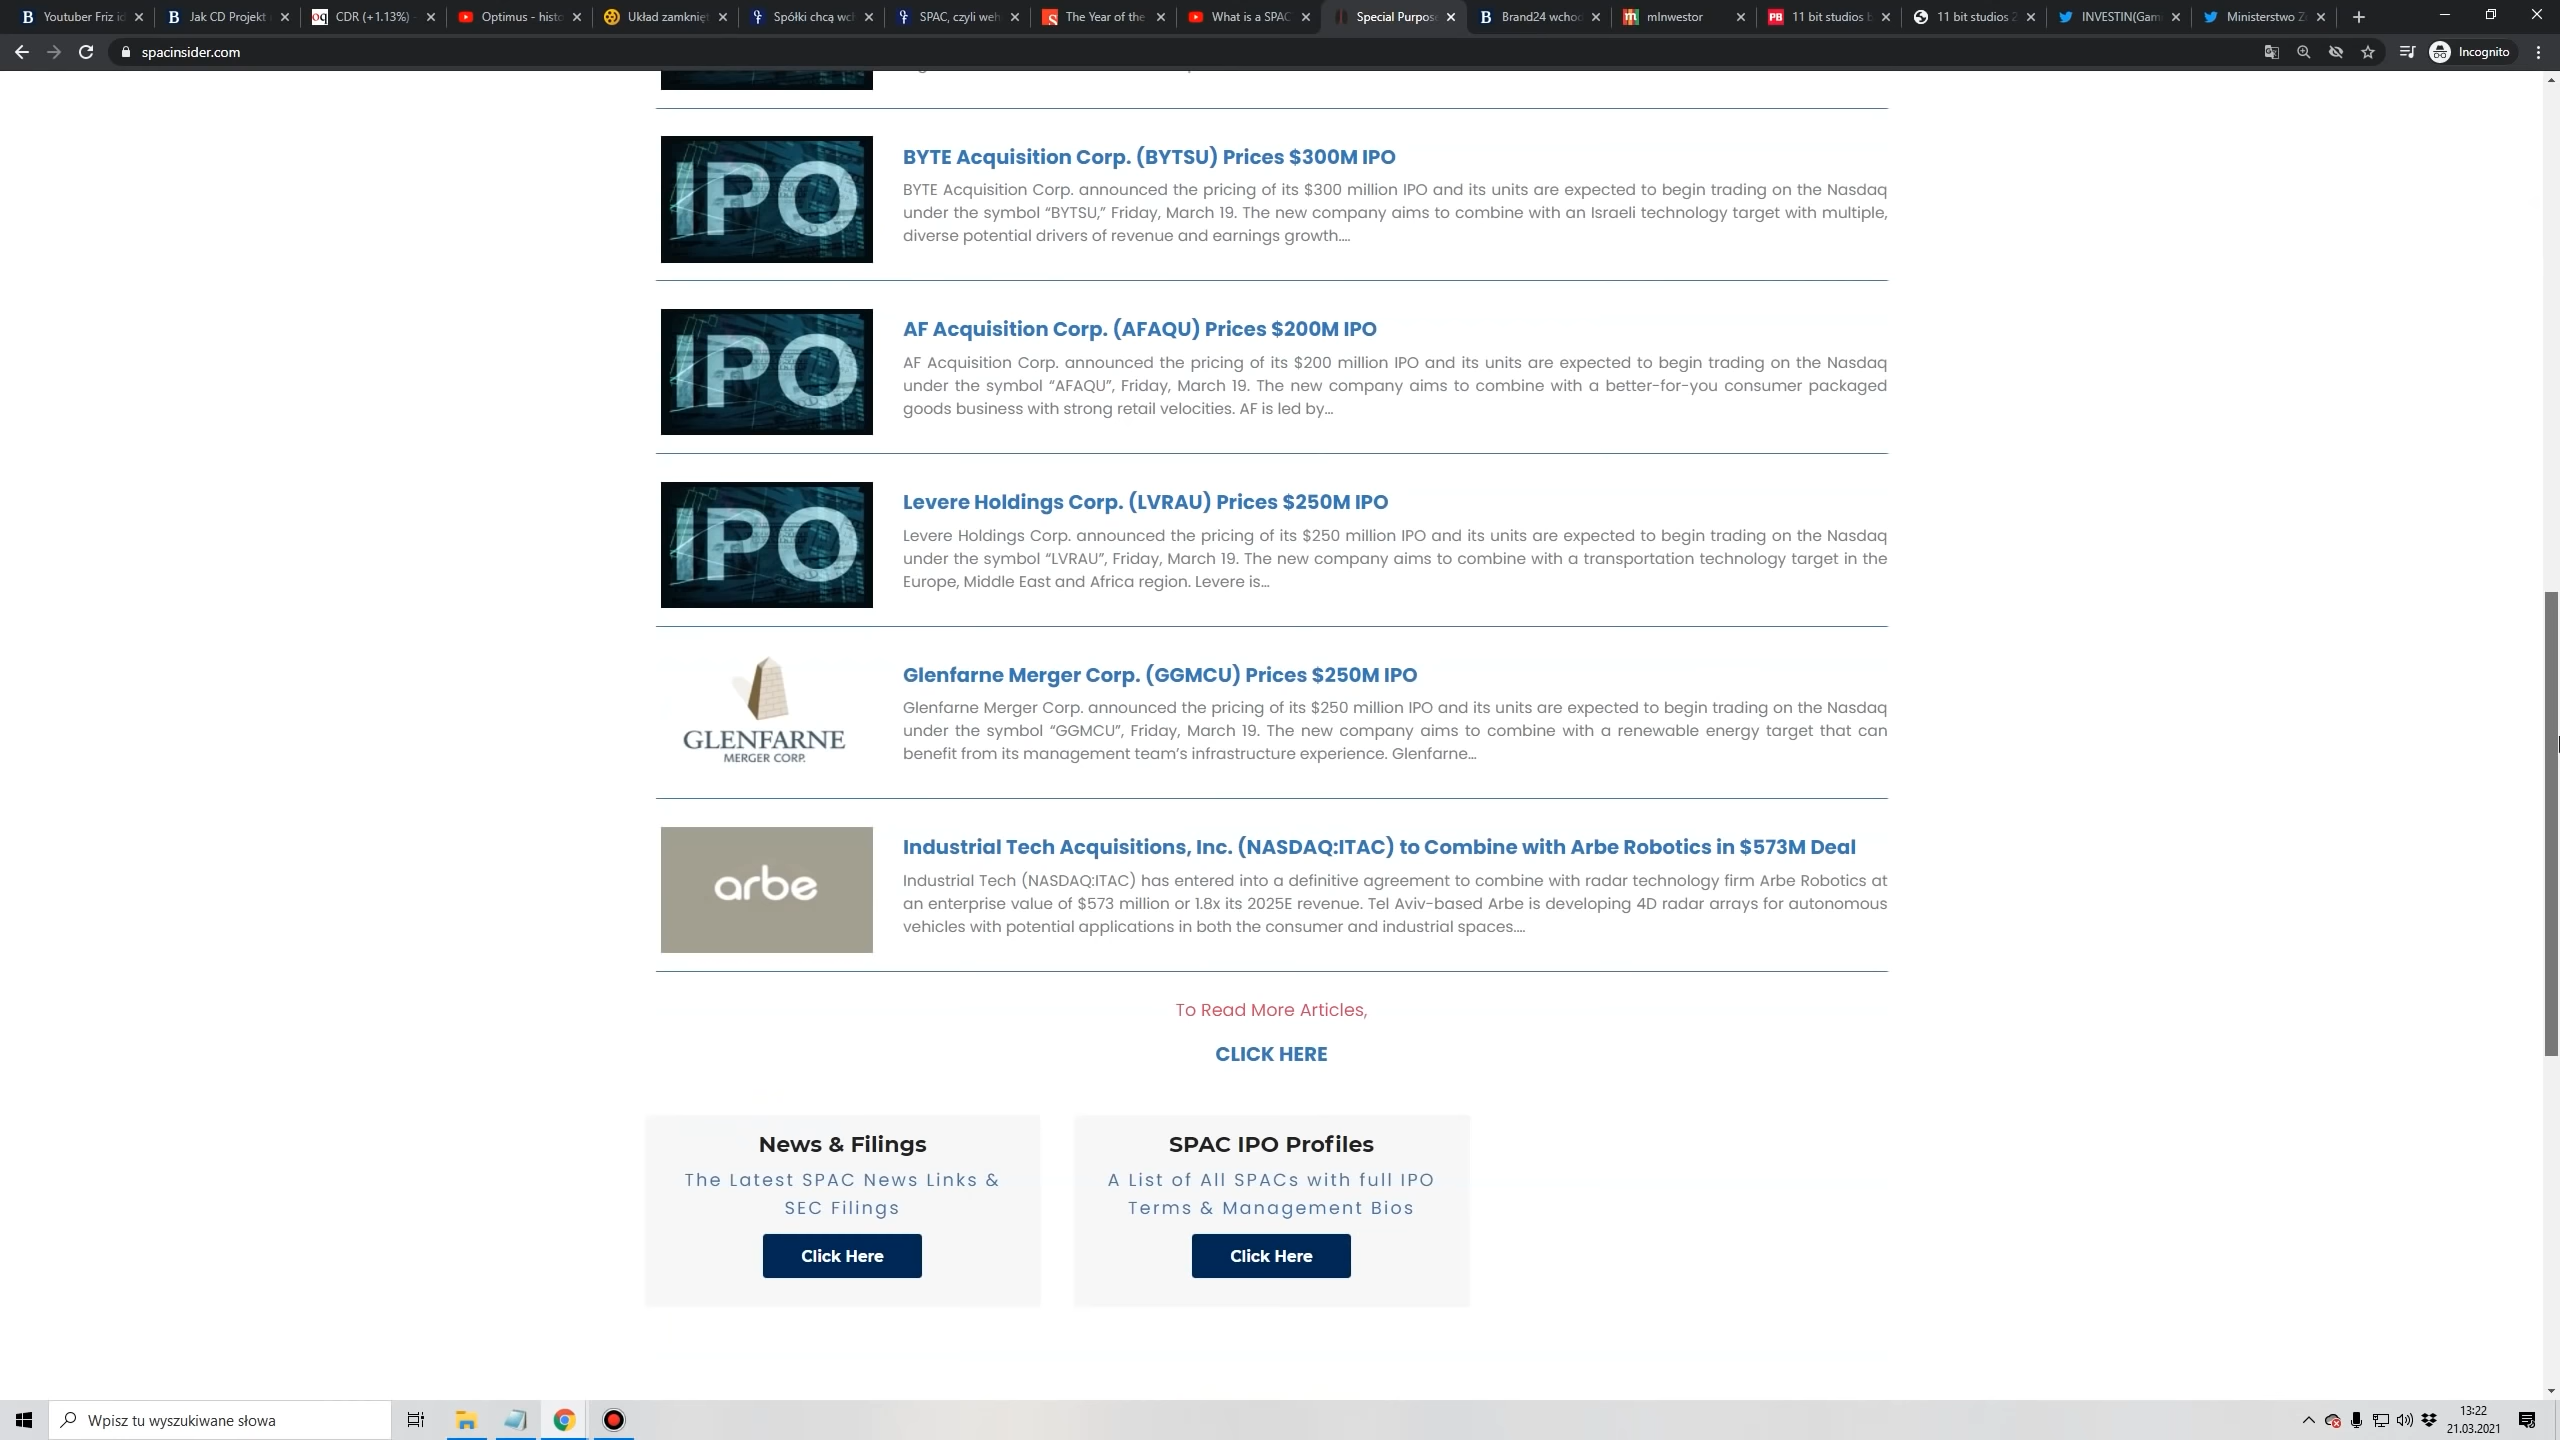 Youtuber Friz
Jak CD Projekt
CDR (+1.13%)
Optimus - histo
Układ zamknięt
Spółki chcą
SPAC, czyli
The Year of the
What is a SPAC
Special Purpos
Brand24
mInwestor
11 bit studios
11 bit studios
INVESTIN(Gam
Ministerstwo
spacinsider.com
Incognito
IPO
BYTE Acquisition Corp. (BYTSU) Prices $300M IPO
BYTE Acquisition Corp. announced the pricing of its $300 million IPO and its units are expected to begin trading on the Nasdaq
under the symbol “BYTSU,” Friday, March 19. The new company aims to combine with an Israeli technology target with multiple,
diverse potential drivers of revenue and earnings growth....
IPO
AF Acquisition Corp. (AFAQU) Prices $200M IPO
AF Acquisition Corp. announced the pricing of its $200 million IPO and its units are expected to begin trading on the Nasdaq
under the symbol “AFAQU”, Friday, March 19. The new company aims to combine with a better-for-you consumer packaged
goods business with strong retail velocities. AF is led by...
IPO
Levere Holdings Corp. (LVRAU) Prices $250M IPO
Levere Holdings Corp. announced the pricing of its $250 million IPO and its units are expected to begin trading on the Nasdaq
under the symbol “LVRAU”, Friday, March 19. The new company aims to combine with a transportation technology target in the
Europe, Middle East and Africa region. Levere is...
GLENFARNE
MERGER CORP.
Glenfarne Merger Corp. (GGMCU) Prices $250M IPO
Glenfarne Merger Corp. announced the pricing of its $250 million IPO and its units are expected to begin trading on the Nasdaq
under the symbol “GGMCU”, Friday, March 19. The new company aims to combine with a renewable energy target that can
benefit from its management team’s infrastructure experience. Glenfarne...
arbe
Industrial Tech Acquisitions, Inc. (NASDAQ:ITAC) to Combine with Arbe Robotics in $573M Deal
Industrial Tech (NASDAQ:ITAC) has entered into a definitive agreement to combine with radar technology firm Arbe Robotics at
an enterprise value of $573 million or 1.8x its 2025E revenue. Tel Aviv-based Arbe is developing 4D radar arrays for autonomous
vehicles with potential applications in both the consumer and industrial spaces....
To Read More Articles,
CLICK HERE
News & Filings
The Latest SPAC News Links &
SEC Filings
Click Here
SPAC IPO Profiles
A List of All SPACs with full IPO
Terms & Management Bios
Click Here
Wpisz tu wyszukiwane słowa
13:22
21.03.2021